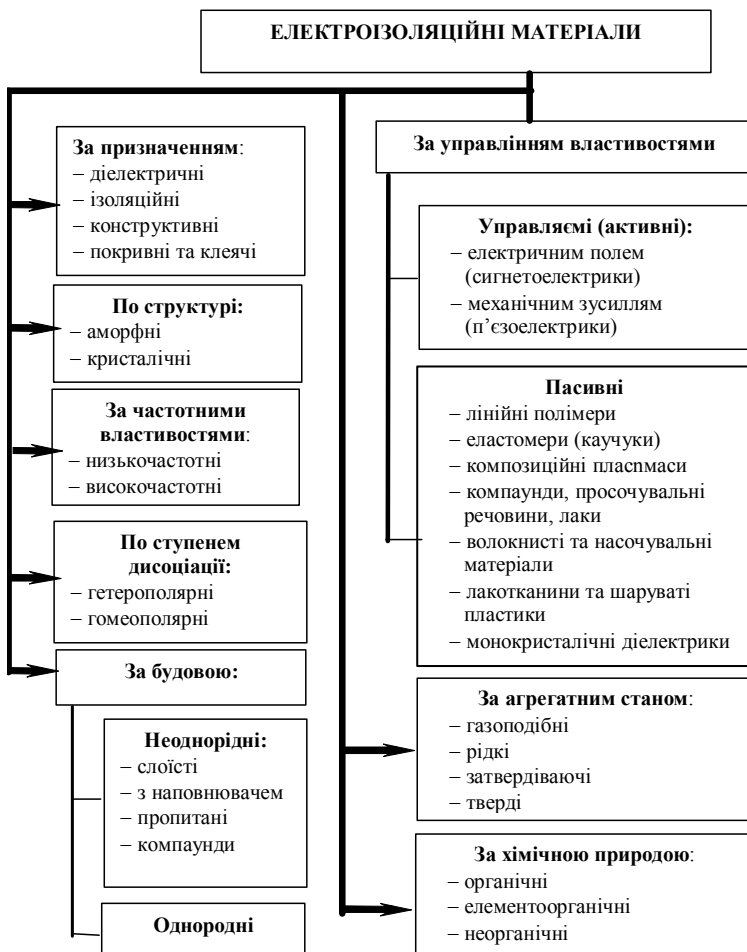 ЕЛЕКТРОІЗОЛЯЦІЙНІ МАТЕРІАЛИ
За призначенням:
– діелектричні
– ізоляційні
– конструктивні
– покривні та клеячі
По структурі:
– аморфні
– кристалічні
За частотними
властивостями:
– низькочастотні
– високочастотні
По ступенем
дисоціації:
– гетерополярні
– гомеополярні
За будовою:
Неоднорідні:
– слоїсті
– з наповнювачем
– пропитані
– компаунди
Однородні
За управлінням властивостями
Управляємі (активні):
– електричним полем
(сигнетоелектрики)
– механічним зусиллям
(п’єзоелектрики)
Пасивні
– лінійні полімери
– еластомери (каучуки)
– композиційні пласпмаси
– компаунди, просочувальні
речовини, лаки
– волокнисті та насочувальні
матеріали
– лакотканини та шаруваті
пластики
– монокристалічні діелектрики
За агрегатним станом:
– газоподібні
– рідкі
– затвердіваючі
– тверді
За хімічною природою:
– органічні
– елементоорганічні
– неорганічні